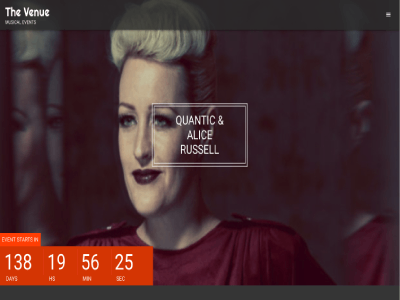 The Venue
MUSICAL EVENTS
QUANTIC &
ALICE
RUSSELL
EVENT STARTS IN
138 19 56 25
DAYS HS MIN SEC